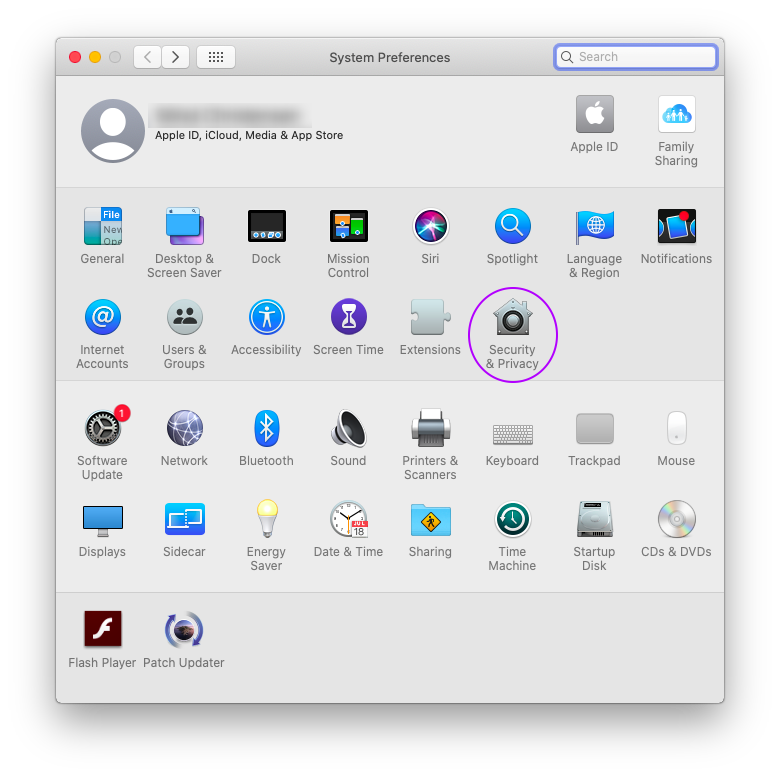 System Preferences
Search
Apple ID, iCloud, Media & App Store
Apple ID
Family
Sharing
File
New
Ope
General
Desktop &
Screen Saver
Dock
Mission
Control
Siri
Spotlight
Language
& Region
Notifications
@
Internet
Accounts
Users &
Groups
Accessibility
Screen Time
Extensions
Security
& Privacy
1
Software
Update
Network
Bluetooth
Sound
Printers &
Scanners
Keyboard
Trackpad
Mouse
Displays
Sidecar
Energy
Saver
JUL
18
Date & Time
Sharing
Time
Machine
Startup
Disk
CDs & DVDs
Flash Player
Patch Updater